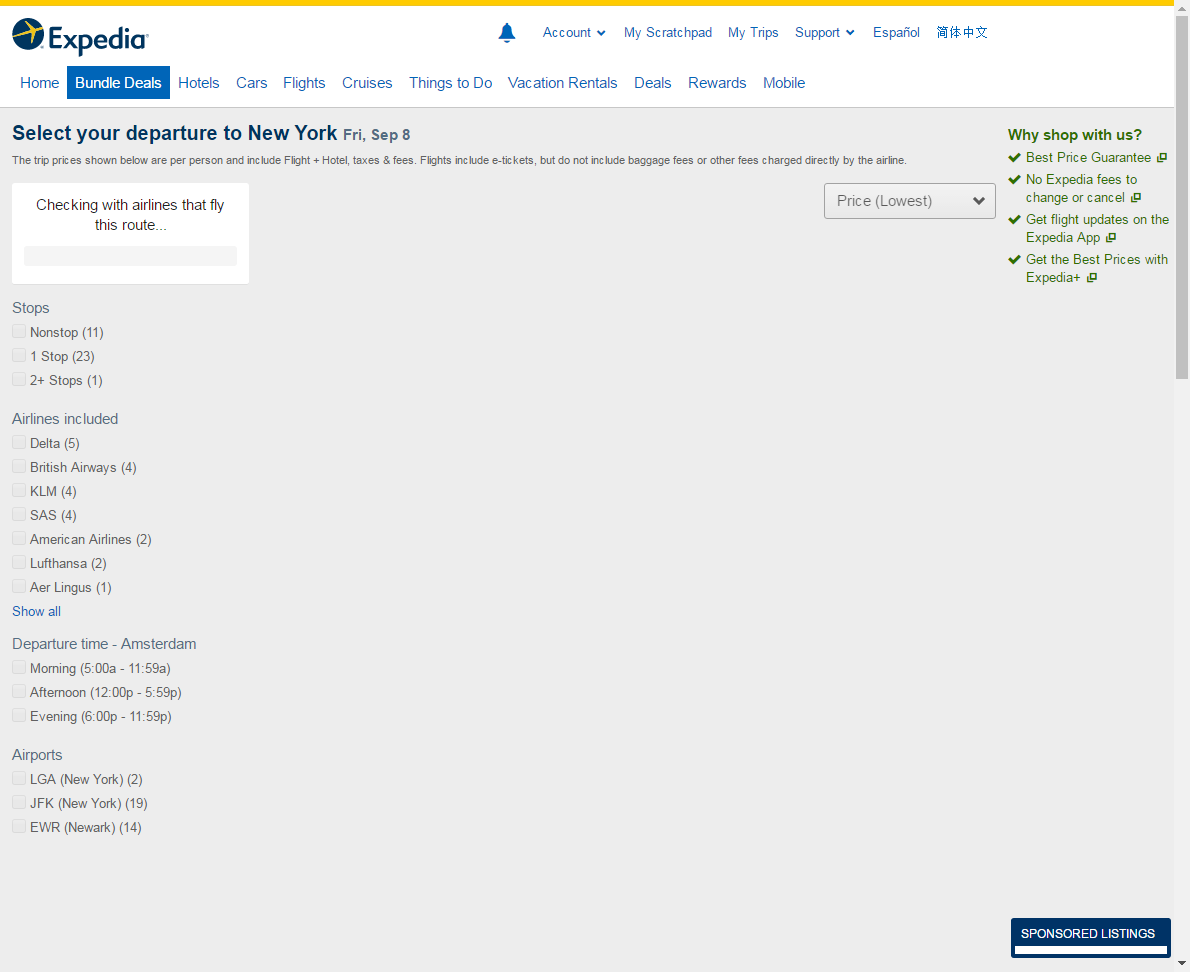 Expedia
Account
My Scratchpad
My Trips
Support
Español
简体中文
Home
Bundle Deals
Hotels
Cars
Flights
Cruises
Things to Do
Vacation Rentals
Deals
Rewards
Mobile
Select your departure to New York Fri, Sep 8
The trip prices shown below are per person and include Flight + Hotel, taxes & fees. Flights include e-tickets, but do not include baggage fees or other fees charged directly by the airline.
Checking with airlines that fly
this route...
Price (Lowest)
Stops
Nonstop (11)
1 Stop (23)
2+ Stops (1)
Airlines included
Delta (5)
British Airways (4)
KLM (4)
SAS (4)
American Airlines (2)
Lufthansa (2)
Aer Lingus (1)
Show all
Departure time - Amsterdam
Morning (5:00a - 11:59a)
Afternoon (12:00p - 5:59p)
Evening (6:00p - 11:59p)
Airports
LGA (New York) (2)
JFK (New York) (19)
EWR (Newark) (14)
Why shop with us?
Best Price Guarantee
No Expedia fees to
change or cancel
Get flight updates on the
Expedia App
Get the Best Prices with
Expedia+
SPONSORED LISTINGS